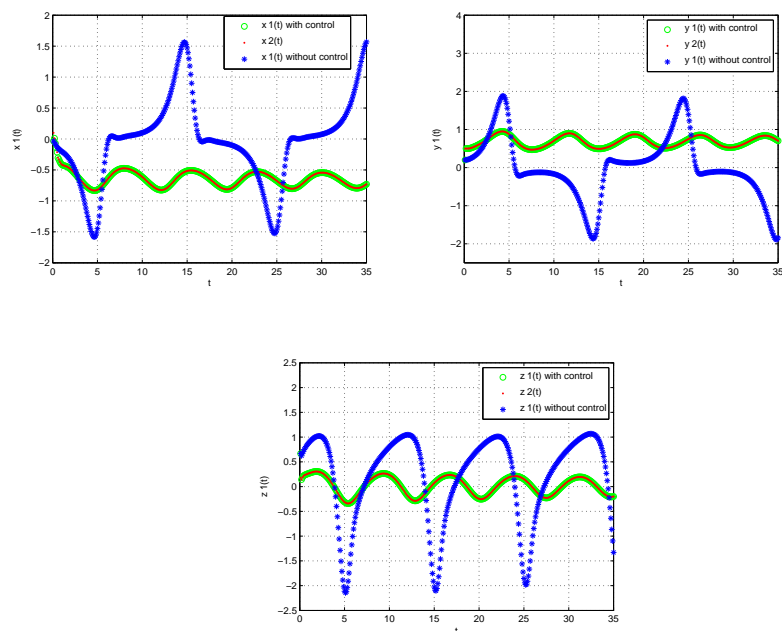 x 1(t) with control
x 2(t)
x 1(t) without control
2
1.5
1
0.5
0
−0.5
−1
−1.5
−2
x 1(t)
0 5 10 15 20 25 30 35
t
y 1(t) with control
y 2(t)
y 1(t) without control
4
3
2
1
0
−1
−2
y 1(t)
0 5 10 15 20 25 30 35
t
z 1(t) with control
z 2(t)
z 1(t) without control
2.5
2
1.5
1
0.5
0
−0.5
−1
−1.5
−2
−2.5
z 1(t)
0 5 10 15 20 25 30 35